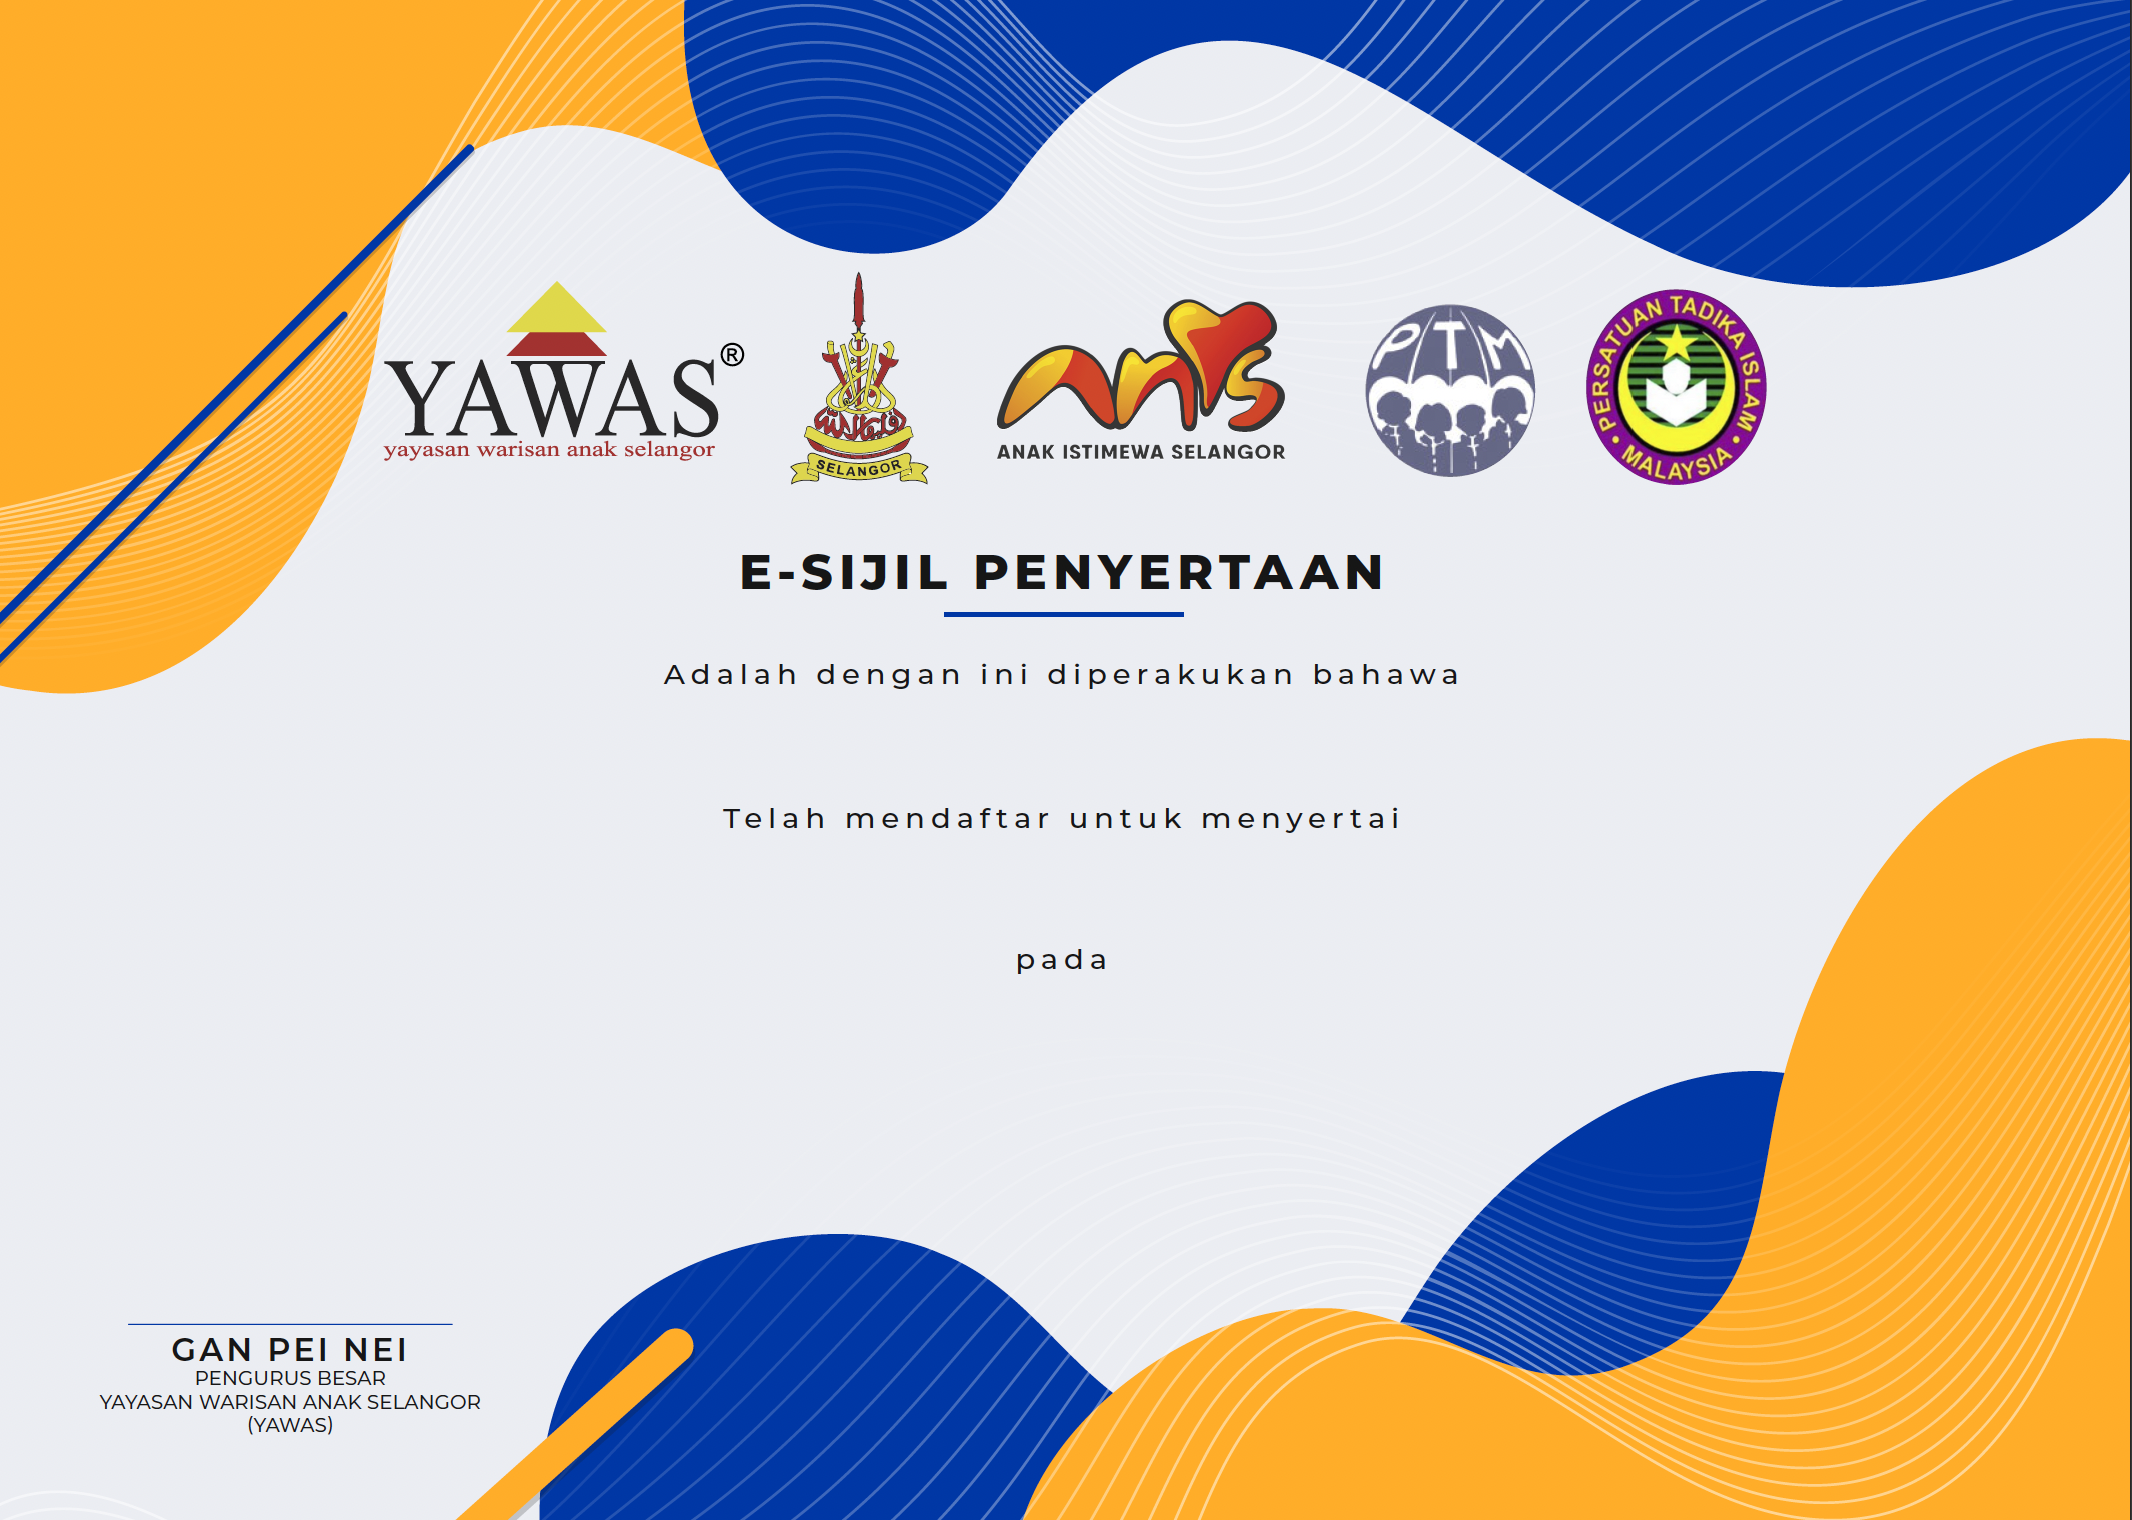 YAWAS®
yayasan warisan anak selangor
SELANGOR
anis
ANAK ISTIMEWA SELANGOR
PTM
PERSATUAN TADIKA ISLAM
• MALAYSIA •
E-SIJIL PENYERTAAN
Adalah dengan ini diperakukan bahawa
Telah mendaftar untuk menyertai
pada
GAN PEI NEI
PENGURUS BESAR
YAYASAN WARISAN ANAK SELANGOR
(YAWAS)